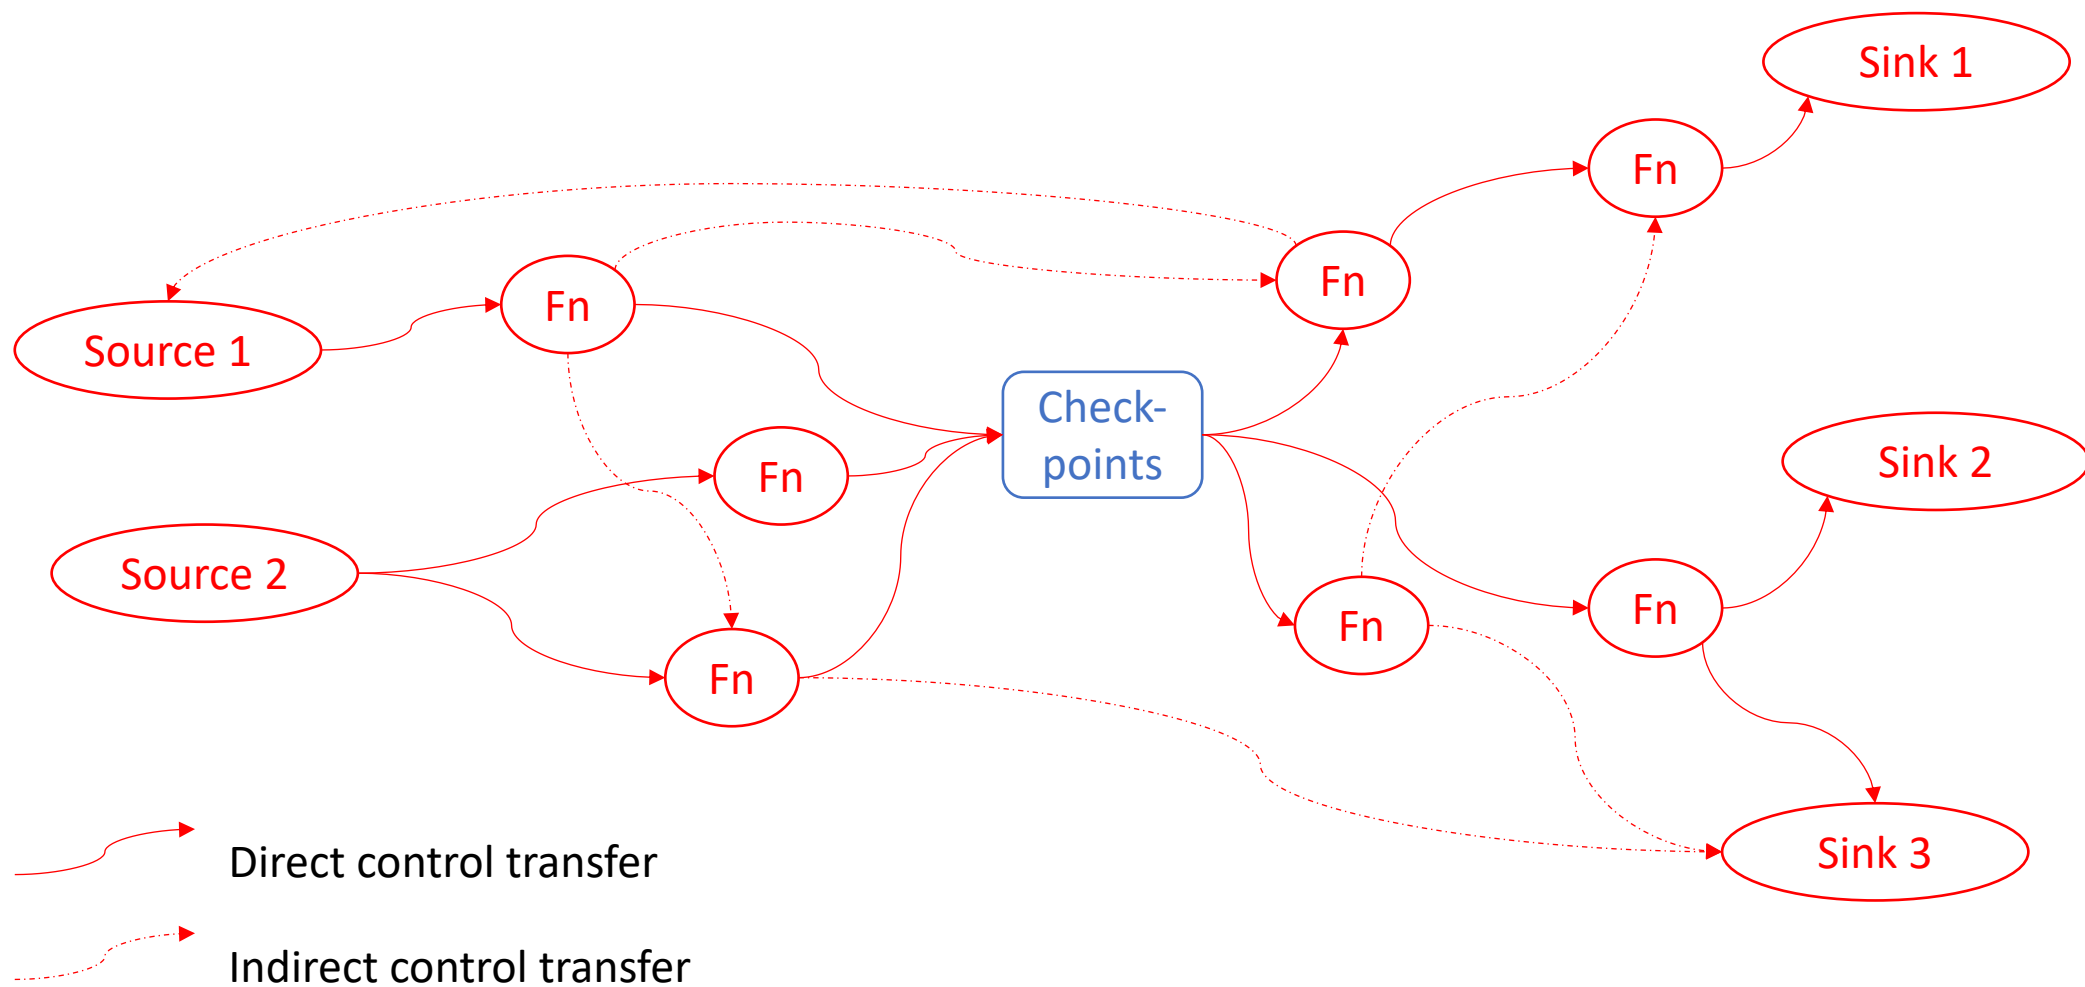 Sink 1
Fn
Fn
Fn
Source 1
Check-
points
Fn
Sink 2
Source 2
Fn
Fn
Fn
Sink 3
Direct control transfer
Indirect control transfer